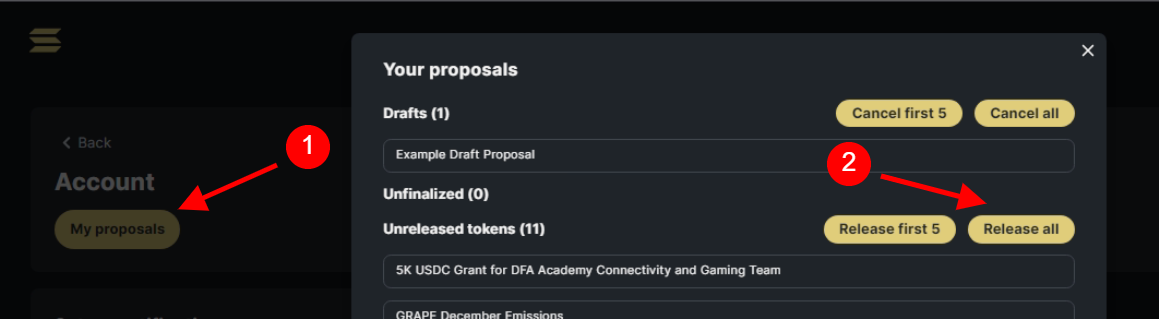 Your proposals
Drafts (1)
Cancel first 5
Cancel all
Example Draft Proposal
Unfinalized (0)
Unreleased tokens (11)
Release first 5
Release all
5K USDC Grant for DFA Academy Connectivity and Gaming Team
GRAPE December Emissions
Back
Account
My proposals
1
2